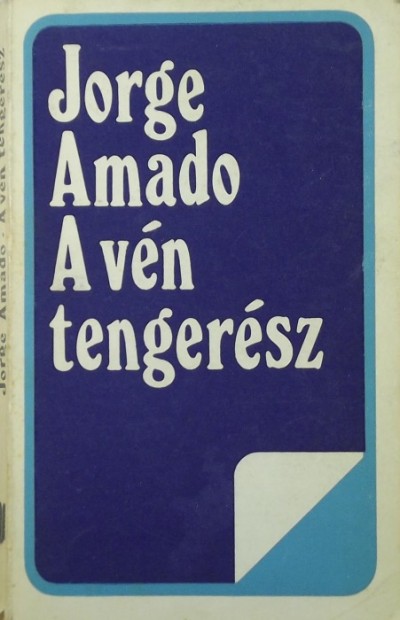 Jorge
Amado
A vén
tengerész
Jorge Amado · A vén tengerész